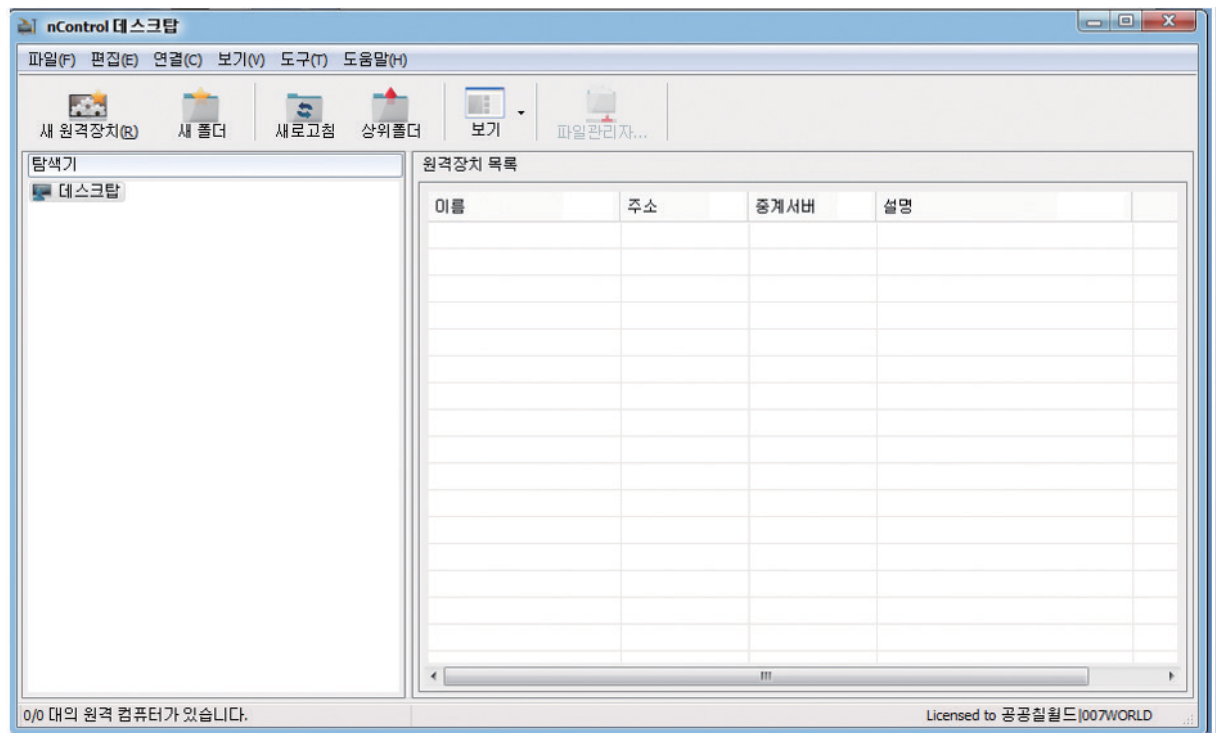 nControl 데스크탑
파일(F) 편집(E) 연결(C) 보기(V) 도구(T) 도움말(H)
새 원격장치(R) 새 폴더 새로고침 상위폴더 보기 파일관리자...
탐색기
데스크탑
원격장치 목록
이름 주소 중계서버 설명
0/0 대의 원격 컴퓨터가 있습니다.
Licensed to 공공칠월드|007WORLD